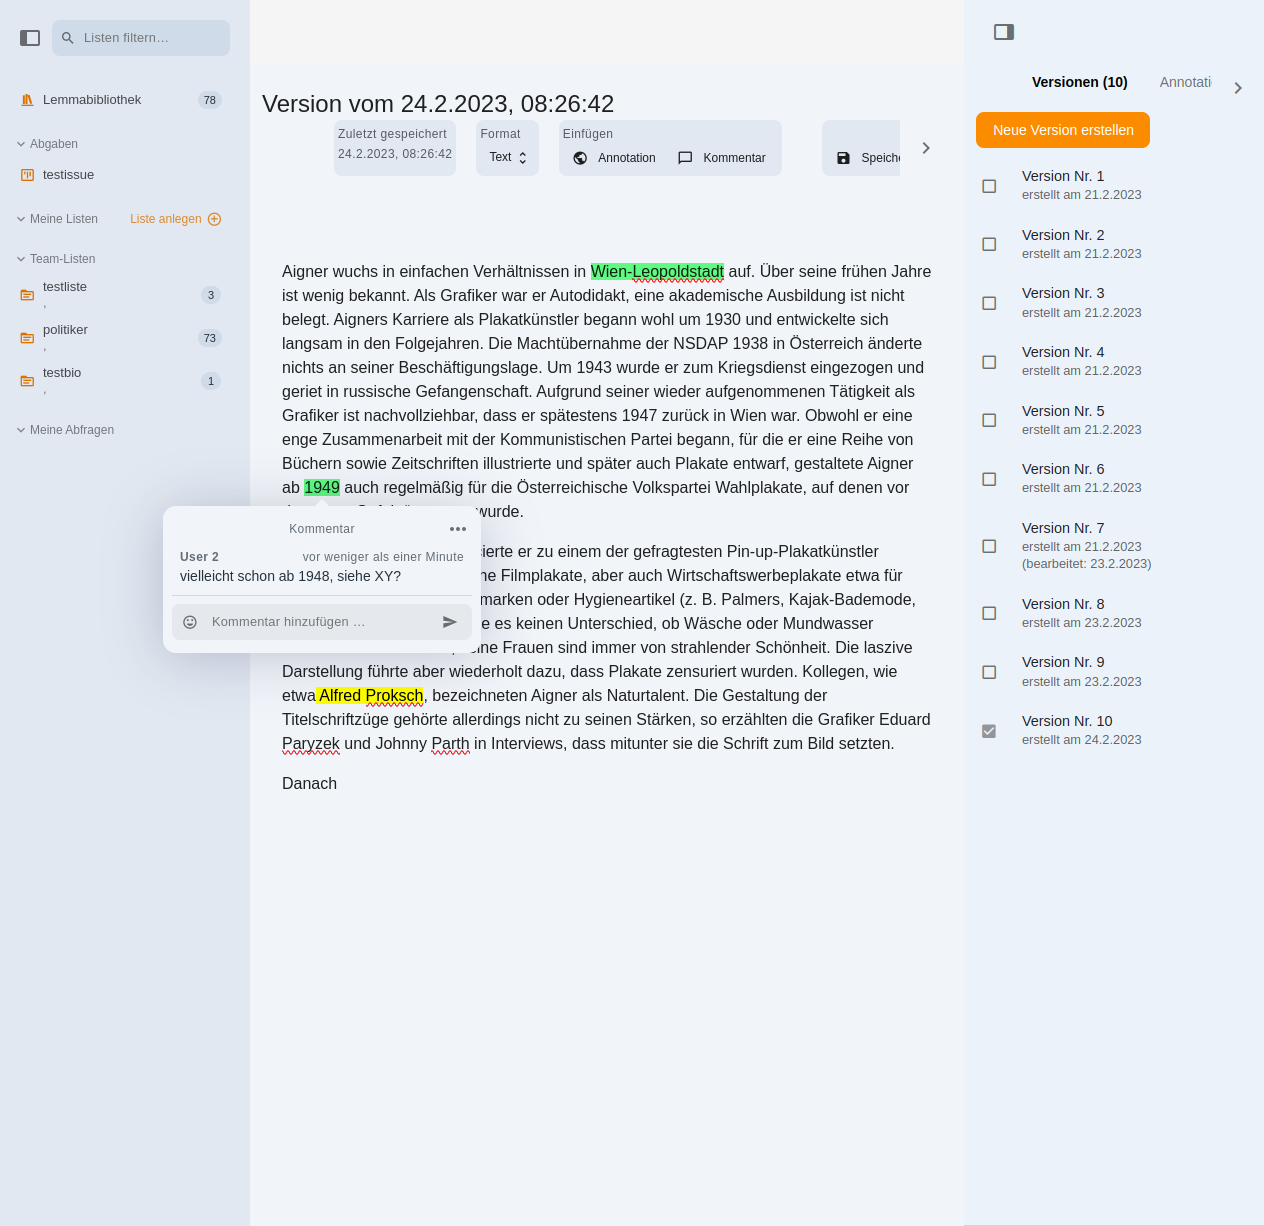 Listen filtern…
Lemmabibliothek 78
Abgaben
testissue
Meine Listen Liste anlegen
Team-Listen
testliste 3
,
politiker 73
,
testbio 1
,
Meine Abfragen
Version vom 24.2.2023, 08:26:42
Zuletzt gespeichert
24.2.2023, 08:26:42
Format
Text
Einfügen
Annotation Kommentar
Speiche
Aigner wuchs in einfachen Verhältnissen in Wien-Leopoldstadt auf. Über seine frühen Jahre
ist wenig bekannt. Als Grafiker war er Autodidakt, eine akademische Ausbildung ist nicht
belegt. Aigners Karriere als Plakatkünstler begann wohl um 1930 und entwickelte sich
langsam in den Folgejahren. Die Machtübernahme der NSDAP 1938 in Österreich änderte
nichts an seiner Beschäftigungslage. Um 1943 wurde er zum Kriegsdienst eingezogen und
geriet in russische Gefangenschaft. Aufgrund seiner wieder aufgenommenen Tätigkeit als
Grafiker ist nachvollziehbar, dass er spätestens 1947 zurück in Wien war. Obwohl er eine
enge Zusammenarbeit mit der Kommunistischen Partei begann, für die er eine Reihe von
Büchern sowie Zeitschriften illustrierte und später auch Plakate entwarf, gestaltete Aigner
ab 1949 auch regelmäßig für die Österreichische Volkspartei Wahlplakate, auf denen vor
wurde.
sierte er zu einem der gefragtesten Pin-up-Plakatkünstler
ne Filmplakate, aber auch Wirtschaftswerbeplakate etwa für
marken oder Hygieneartikel (z. B. Palmers, Kajak-Bademode,
e es keinen Unterschied, ob Wäsche oder Mundwasser
eine Frauen sind immer von strahlender Schönheit. Die laszive
Darstellung führte aber wiederholt dazu, dass Plakate zensuriert wurden. Kollegen, wie
etwa Alfred Proksch, bezeichneten Aigner als Naturtalent. Die Gestaltung der
Titelschriftzüge gehörte allerdings nicht zu seinen Stärken, so erzählten die Grafiker Eduard
Paryzek und Johnny Parth in Interviews, dass mitunter sie die Schrift zum Bild setzten.
Danach
Kommentar
User 2 vor weniger als einer Minute
vielleicht schon ab 1948, siehe XY?
Kommentar hinzufügen …
Versionen (10) Annotati
Neue Version erstellen
Version Nr. 1
erstellt am 21.2.2023
Version Nr. 2
erstellt am 21.2.2023
Version Nr. 3
erstellt am 21.2.2023
Version Nr. 4
erstellt am 21.2.2023
Version Nr. 5
erstellt am 21.2.2023
Version Nr. 6
erstellt am 21.2.2023
Version Nr. 7
erstellt am 21.2.2023
(bearbeitet: 23.2.2023)
Version Nr. 8
erstellt am 23.2.2023
Version Nr. 9
erstellt am 23.2.2023
Version Nr. 10
erstellt am 24.2.2023